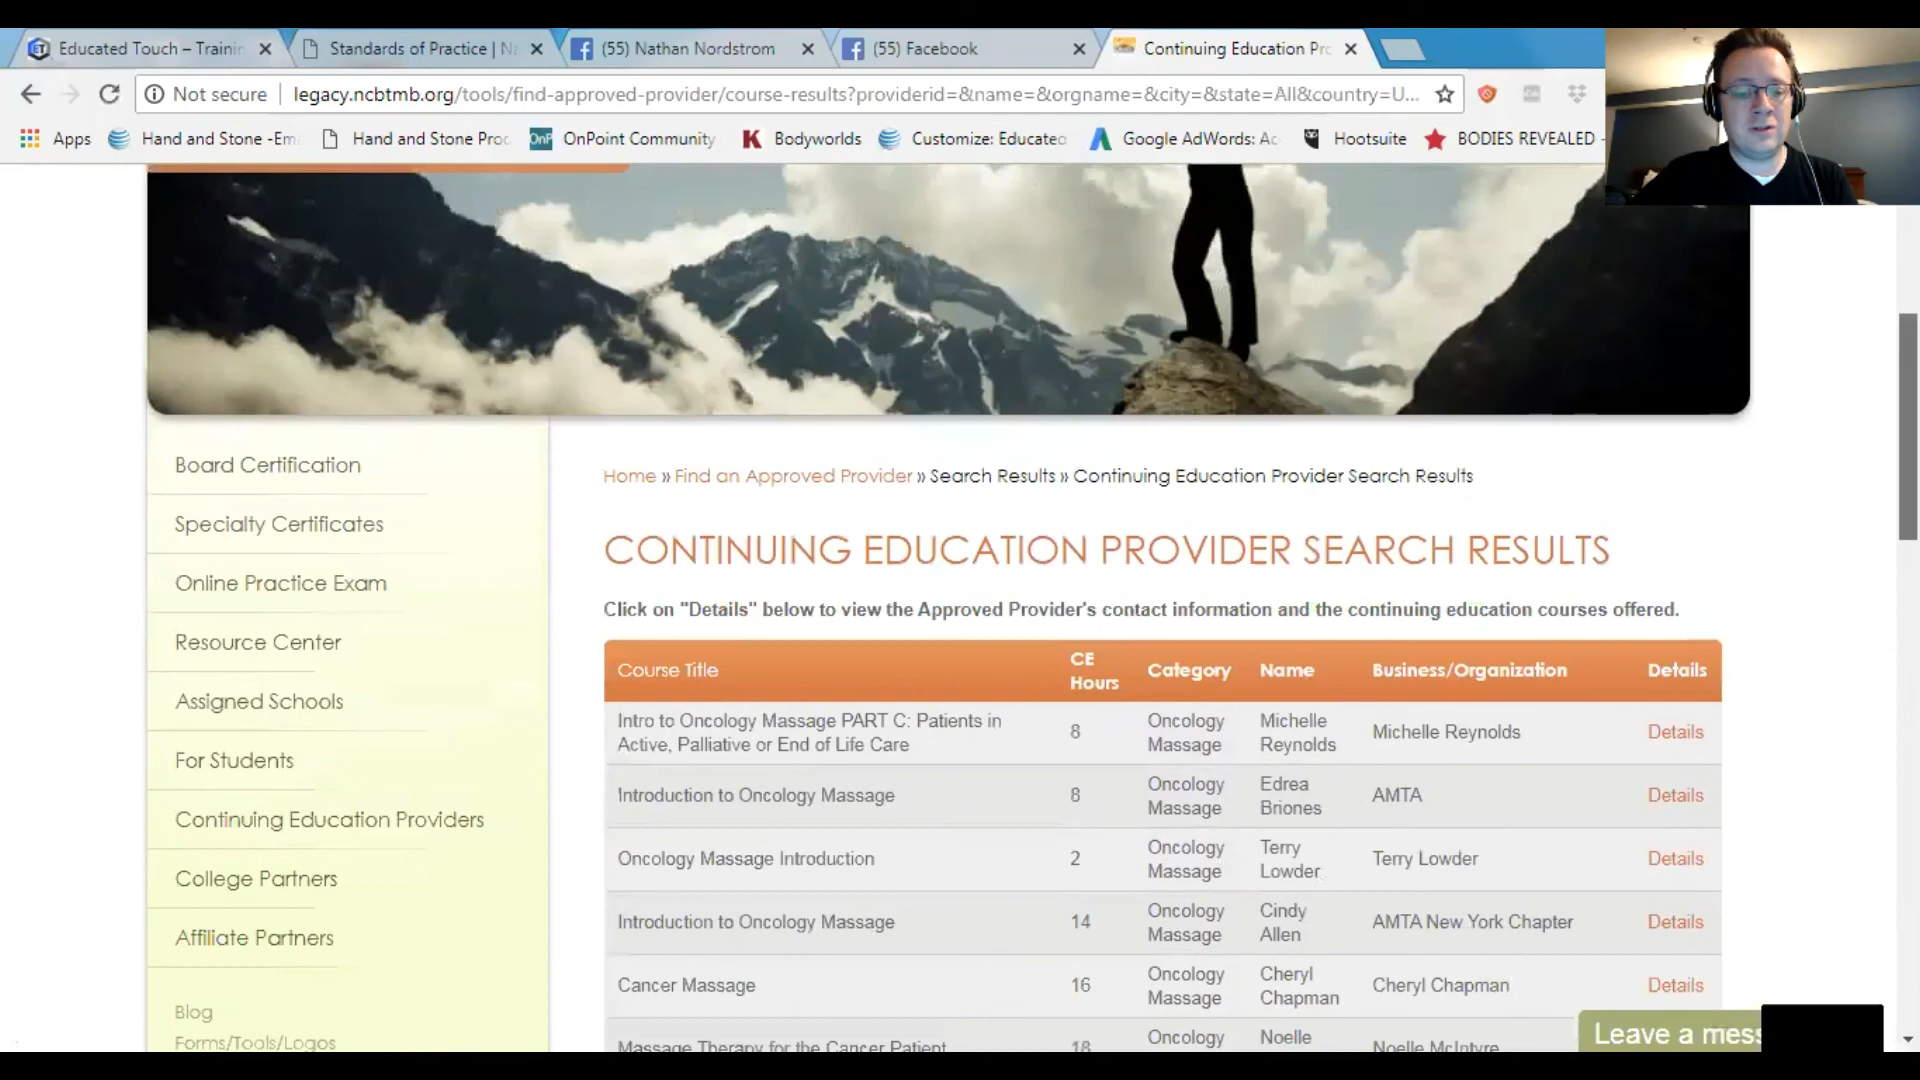 Educated Touch – Trainin
Standards of Practice | N
(55) Nathan Nordstrom
(55) Facebook
Continuing Education Pr
Not secure
legacy.ncbtmb.org/tools/find-approved-provider/course-results?providerid=&name=&orgname=&city=&state=All&country=U...
Apps
Hand and Stone -Em
Hand and Stone Pro
OnPoint Community
Bodyworlds
Customize: Educated
Google AdWords: Ac
Hootsuite
BODIES REVEALED -
Board Certification
Specialty Certificates
Online Practice Exam
Resource Center
Assigned Schools
For Students
Continuing Education Providers
College Partners
Affiliate Partners
Blog
Forms/Tools/Logos
Home » Find an Approved Provider » Search Results » Continuing Education Provider Search Results
CONTINUING EDUCATION PROVIDER SEARCH RESULTS
Click on "Details" below to view the Approved Provider's contact information and the continuing education courses offered.
Course Title CE Hours Category Name Business/Organization Details
Intro to Oncology Massage PART C: Patients in Active, Palliative or End of Life Care 8 Oncology Massage Michelle Reynolds Michelle Reynolds Details
Introduction to Oncology Massage 8 Oncology Massage Edrea Briones AMTA Details
Oncology Massage Introduction 2 Oncology Massage Terry Lowder Terry Lowder Details
Introduction to Oncology Massage 14 Oncology Massage Cindy Allen AMTA New York Chapter Details
Cancer Massage 16 Oncology Massage Cheryl Chapman Cheryl Chapman Details
Massage Therapy for the Cancer Patient 18 Oncology Noelle Noelle McIntyre
Leave a mess